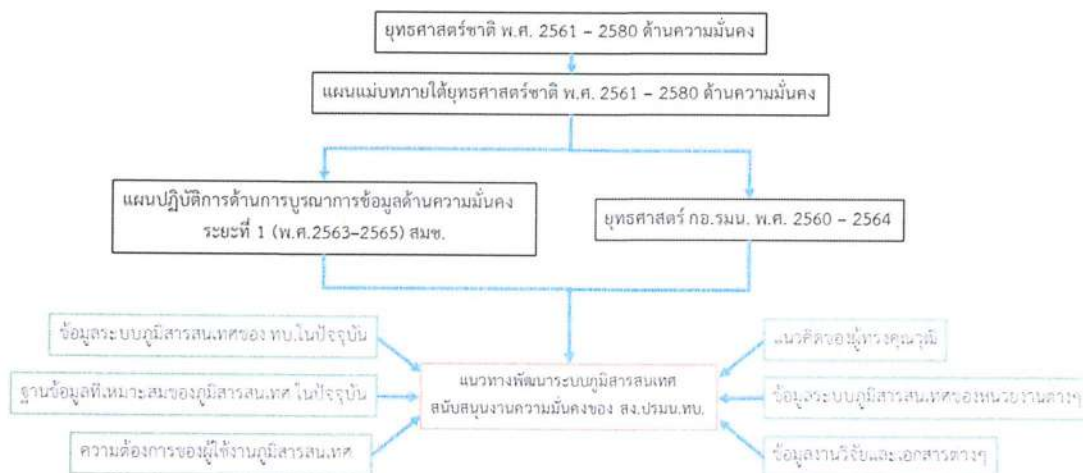 ยุทธศาสตร์ชาติ พ.ศ. 2561 – 2580 ด้านความมั่นคง
แผนแม่บทภายใต้ยุทธศาสตร์ชาติ พ.ศ. 2561 – 2580 ด้านความมั่นคง
แผนปฏิบัติการด้านการบูรณาการข้อมูลด้านความมั่นคง
ระยะที่ 1 (พ.ศ.2563–2565) สมช.
ยุทธศาสตร์ กอ.รมน. พ.ศ. 2560 – 2564
ข้อมูลระบบภูมิสารสนเทศของ ทบ.ในปัจจุบัน
ฐานข้อมูลที่เหมาะสมของภูมิสารสนเทศ ในปัจจุบัน
ความต้องการของผู้ใช้งานภูมิสารสนเทศ
แนวทางพัฒนาระบบภูมิสารสนเทศ
สนับสนุนงานความมั่นคงของ สง.ปรมน.ทบ.
แนวคิดของผู้ทรงคุณวุฒิ
ข้อมูลระบบภูมิสารสนเทศของหน่วยงานต่างๆ
ข้อมูลงานวิจัยและเอกสารต่างๆ